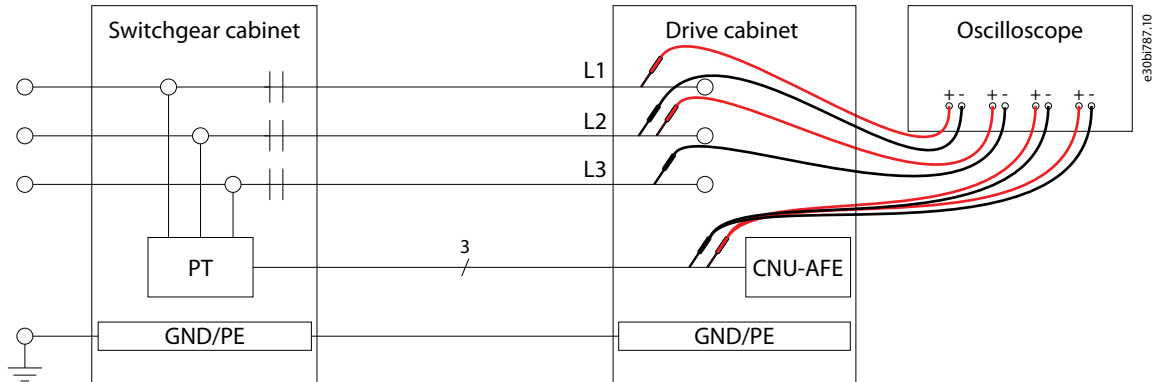 Switchgear cabinet
Drive cabinet
Oscilloscope
e30bi787.10
L1
+ - + - + - + -
L2
L3
3
PT
CNU-AFE
GND/PE
GND/PE